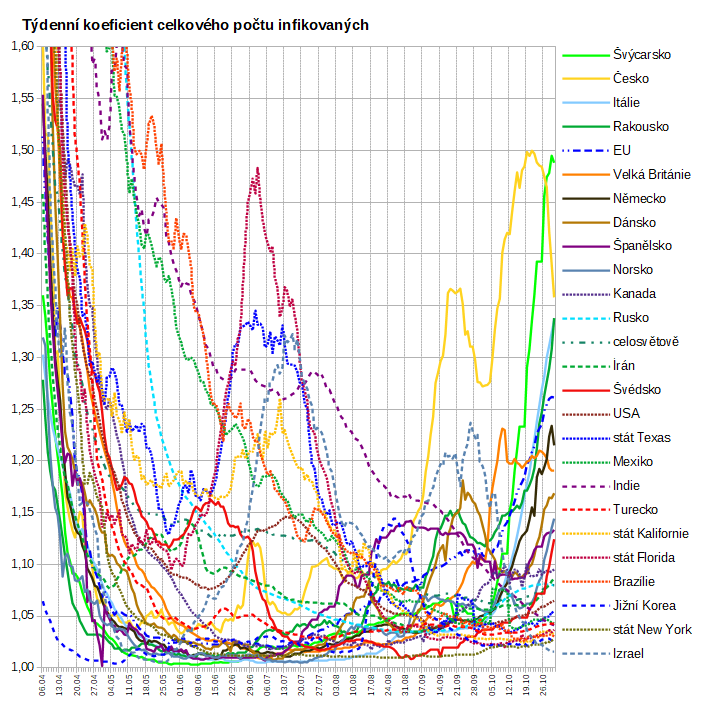 Týdenní koeficient celkového počtu infikovaných
1,60
1,55
1,50
1,45
1,40
1,35
1,30
1,25
1,20
1,15
1,10
1,05
1,00
06.04
13.04
20.04
27.04
04.05
11.05
18.05
25.05
01.06
08.06
15.06
22.06
29.06
06.07
13.07
20.07
27.07
03.08
10.08
17.08
24.08
31.08
07.09
14.09
21.09
28.09
05.10
12.10
19.10
26.10
Švýcarsko
Česko
Itálie
Rakousko
EU
Velká Británie
Německo
Dánsko
Španělsko
Norsko
Kanada
Rusko
celosvětově
Írán
Švédsko
USA
stát Texas
Mexiko
Indie
Turecko
stát Kalifornie
stát Florida
Brazilie
Jižní Korea
stát New York
Izrael